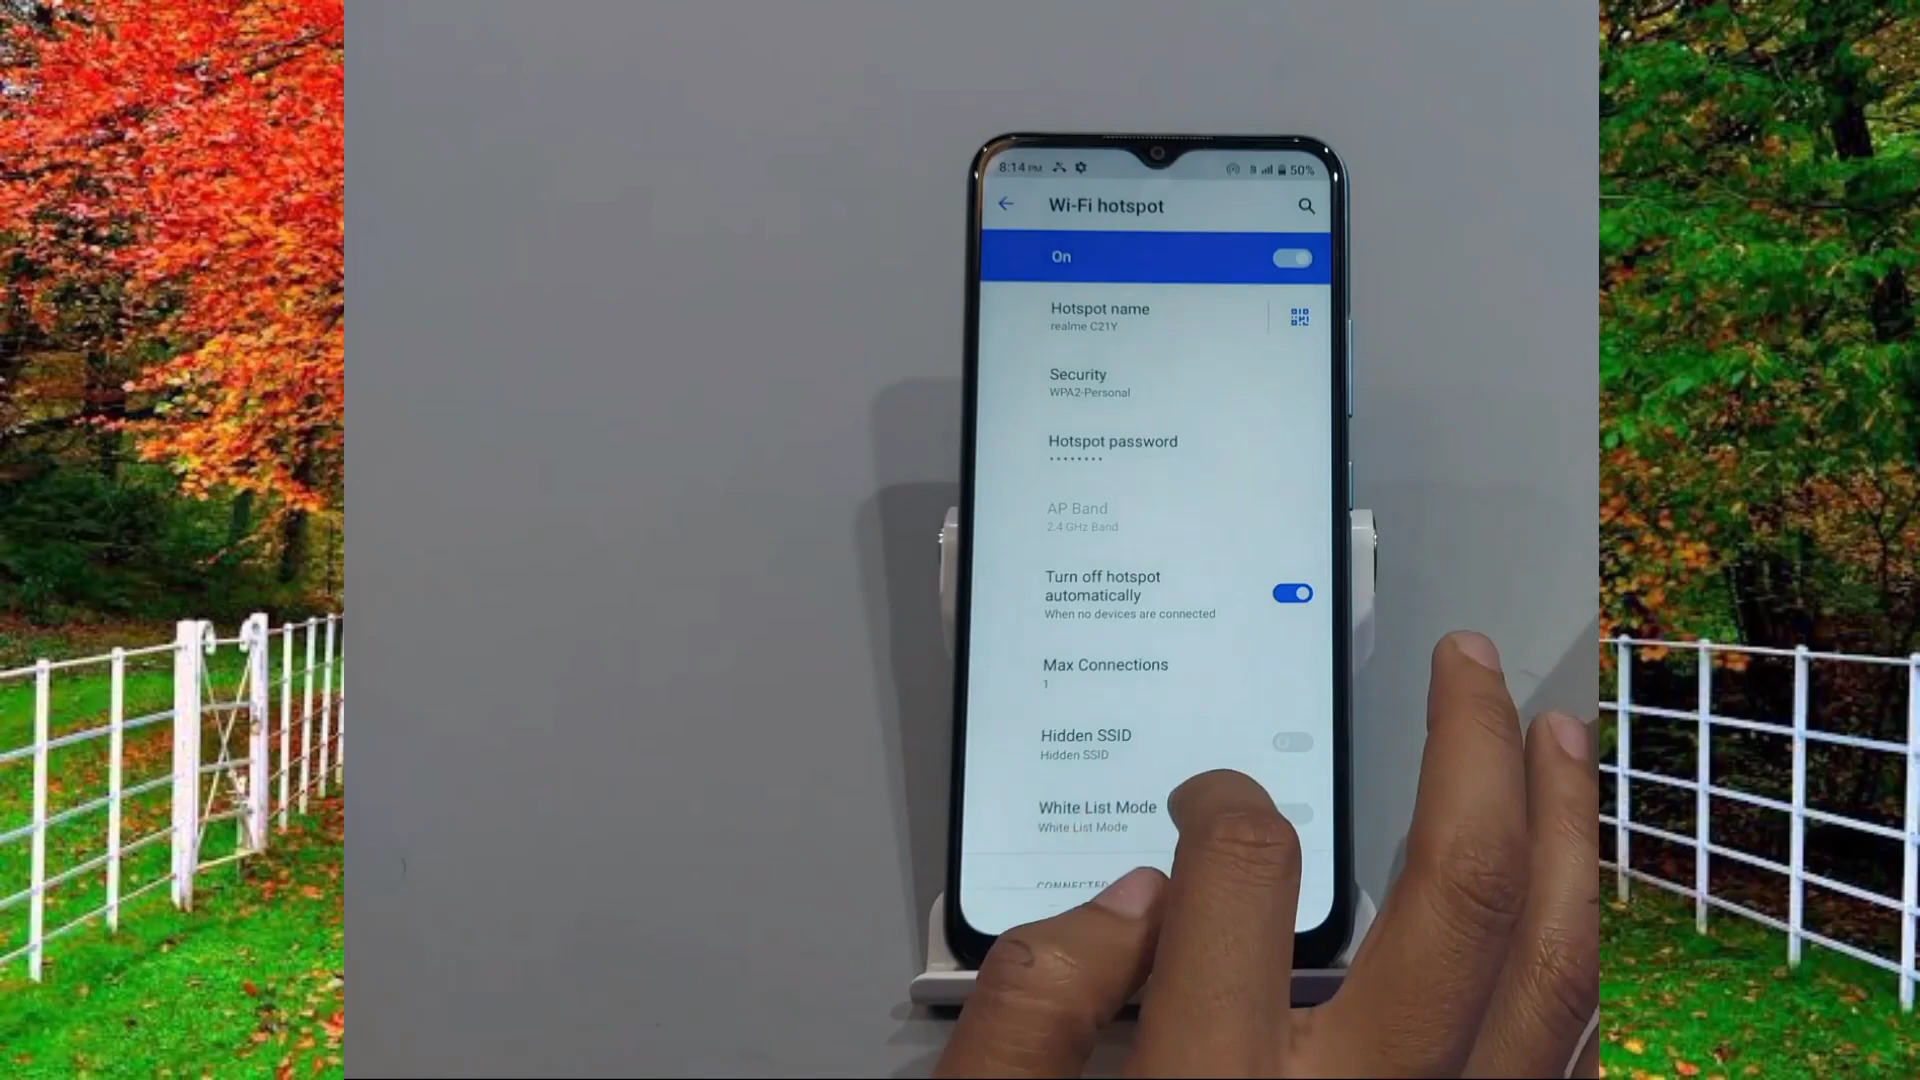 8:14 PM
50%
Wi-Fi hotspot
On
Hotspot name
realme C21Y
Security
WPA2-Personal
Hotspot password
••••••••
AP Band
2.4 GHz Band
Turn off hotspot
automatically
When no devices are connected
Max Connections
1
Hidden SSID
Hidden SSID
White List Mode
White List Mode
CONNECTED